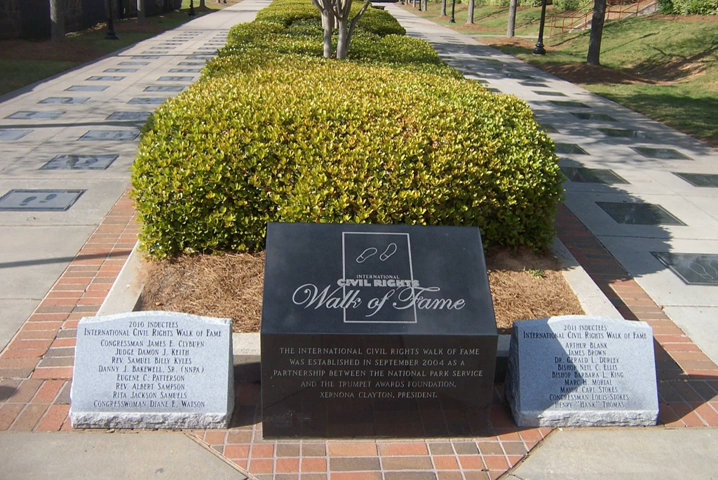 2010 INDUCTEES
INTERNATIONAL CIVIL RIGHTS WALK OF FAME
CONGRESSMAN JAMES E. CLYBURN
JUDGE DAMON J. KEITH
REV. SAMUEL BILLY KYLES
DANNY J. BAKEWELL, SR. (NNPA)
EUGENE C. PATTERSON
REV. ALBERT SAMPSON
RITA JACKSON SAMUELS
CONGRESSWOMAN DIANE E. WATSON
INTERNATIONAL
CIVIL RIGHTS
Walk of Fame
THE INTERNATIONAL CIVIL RIGHTS WALK OF FAME
WAS ESTABLISHED IN SEPTEMBER 2004 AS A
PARTNERSHIP BETWEEN THE NATIONAL PARK SERVICE
AND THE TRUMPET AWARDS FOUNDATION,
XERNONA CLAYTON, PRESIDENT.
2011 INDUCTEES
INTERNATIONAL CIVIL RIGHTS WALK OF FAME
ARTHUR BLANK
JAMES BROWN
DR. GERALD L. DURLEY
BISHOP NEIL C. ELLIS
BISHOP BARBARA L. KING
MARC H. MORIAL
MAYOR CARL STOKES
CONGRESSMAN LOUIS STOKES
HENRY "HANK" THOMAS